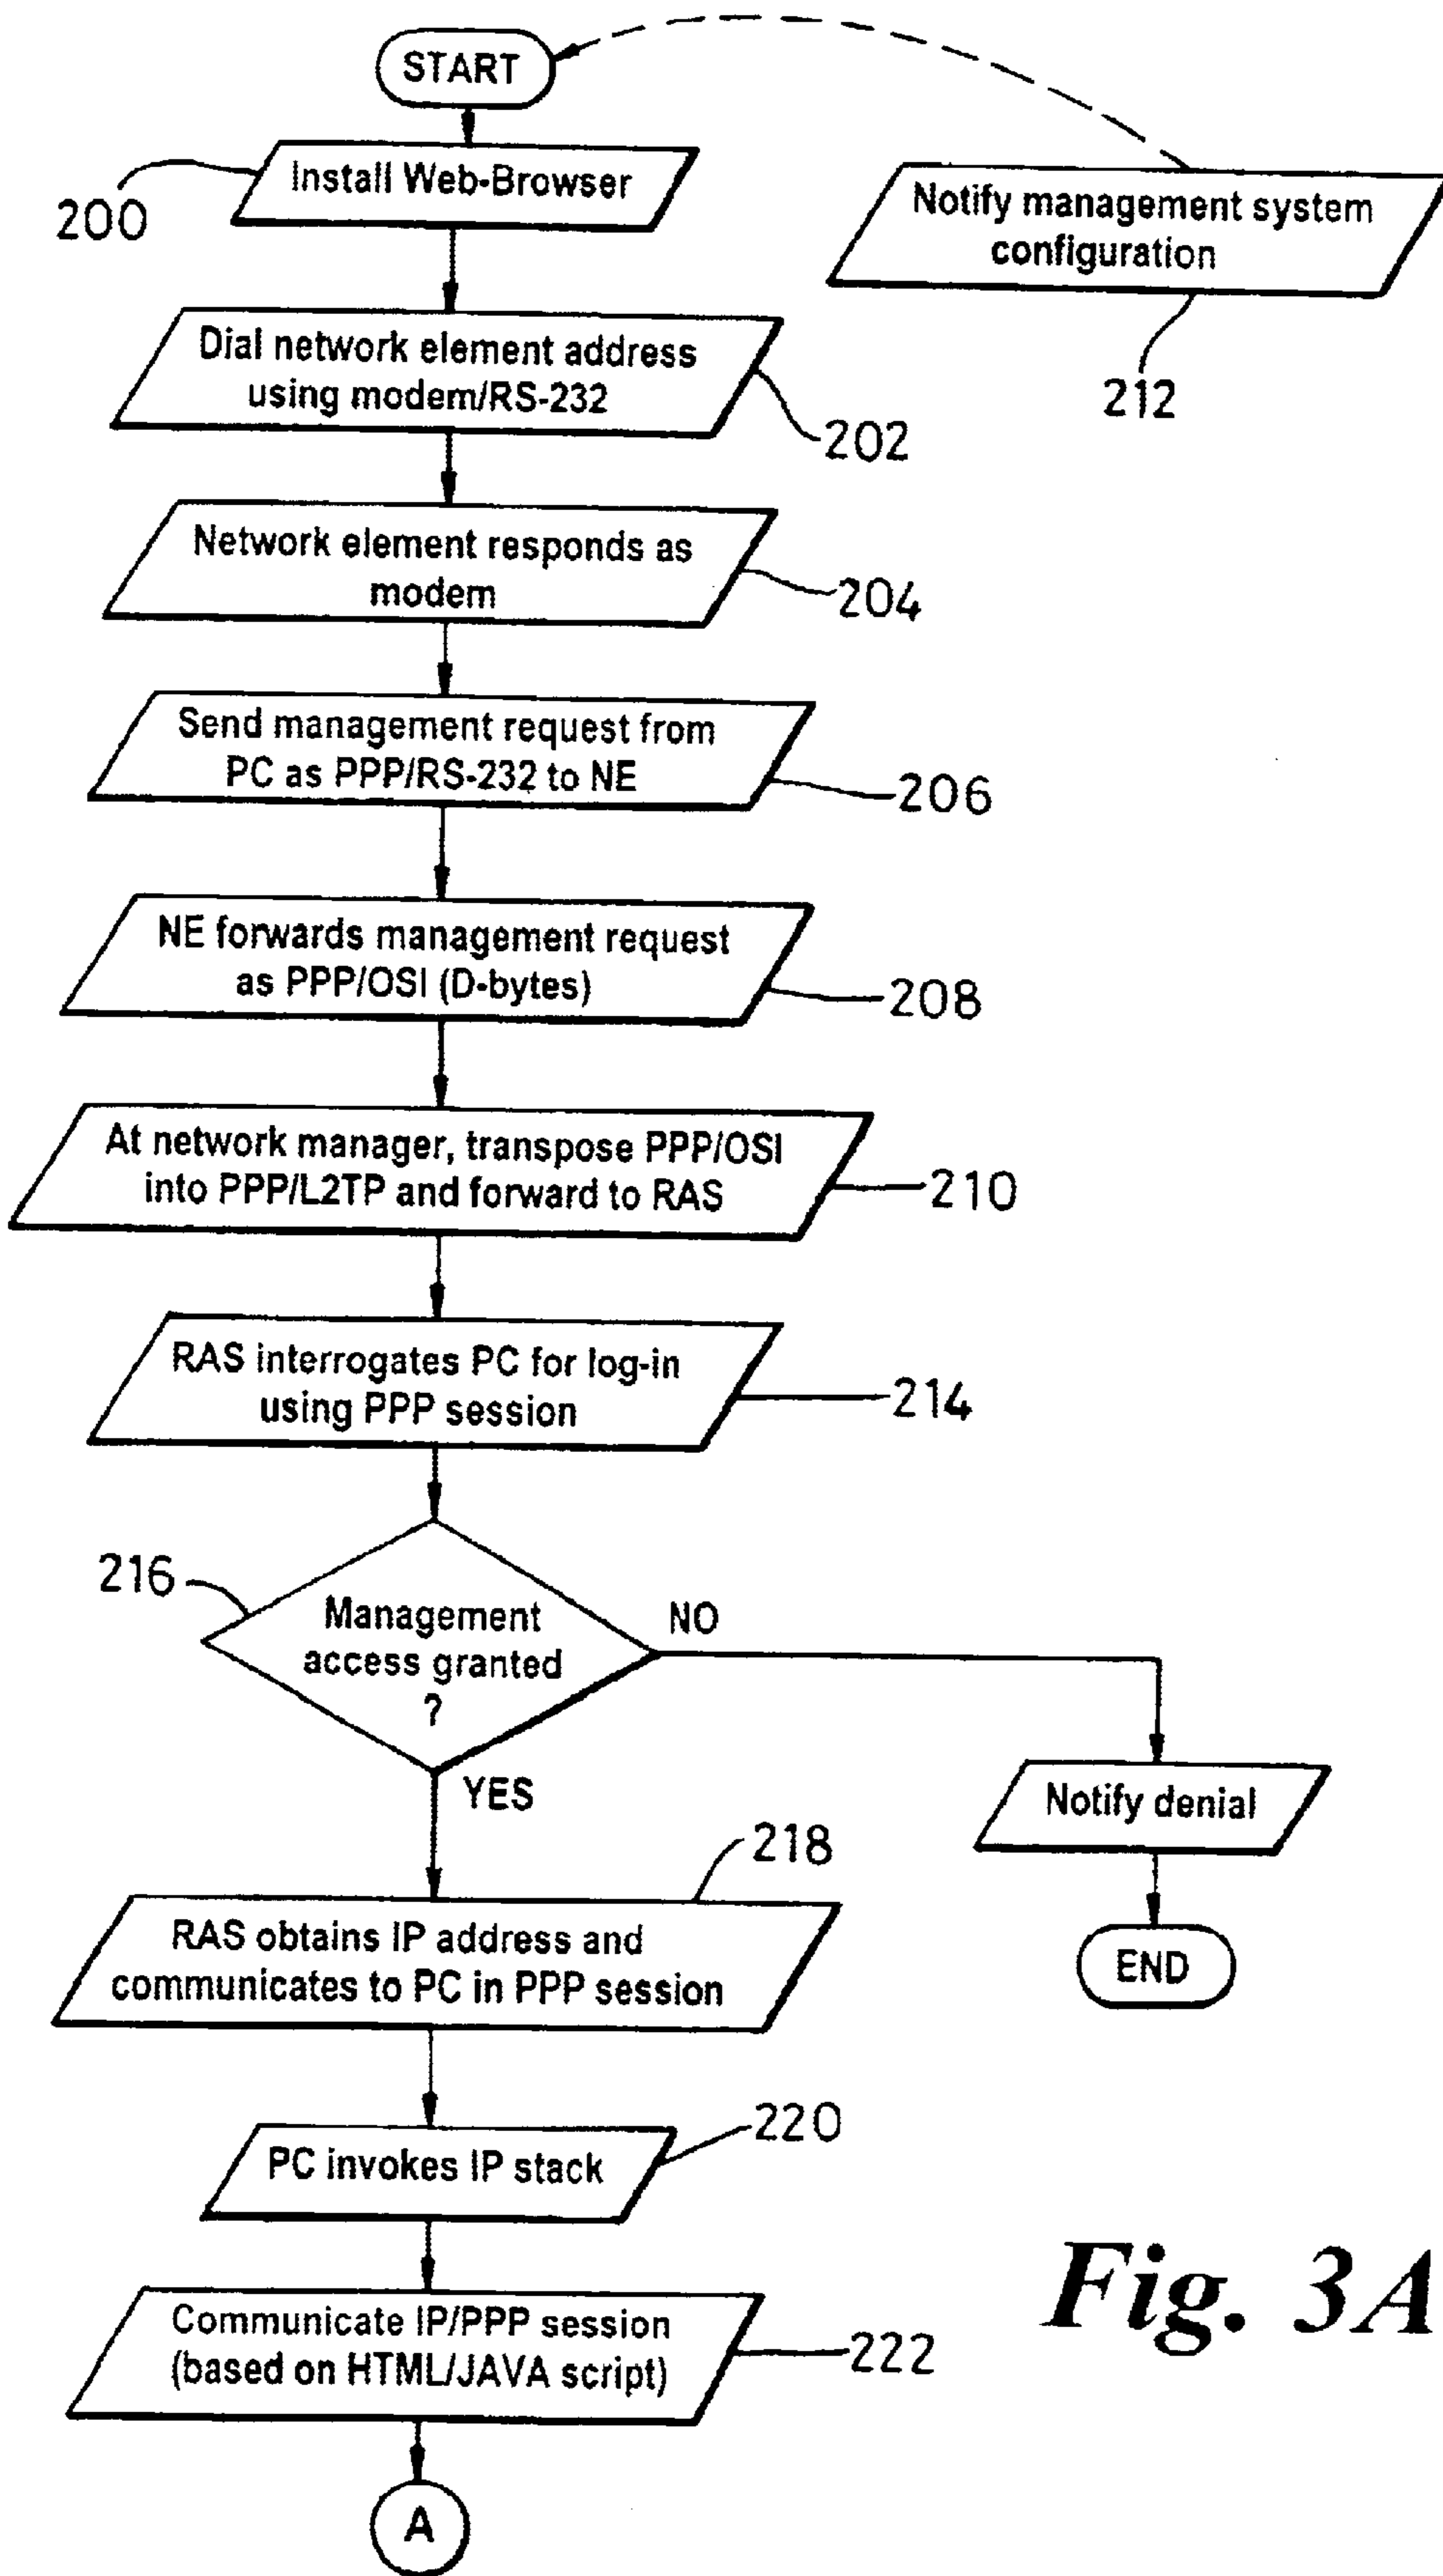 START
Install Web-Browser
200
Notify management system
configuration
212
Dial network element address
using modem/RS-232
202
Network element responds as
modem
204
Send management request from
PC as PPP/RS-232 to NE
206
NE forwards management request
as PPP/OSI (D-bytes)
208
At network manager, transpose PPP/OSI
into PPP/L2TP and forward to RAS
210
RAS interrogates PC for log-in
using PPP session
214
216
Management
access granted
?
NO
YES
Notify denial
END
218
RAS obtains IP address and
communicates to PC in PPP session
220
PC invokes IP stack
Communicate IP/PPP session
(based on HTML/JAVA script)
222
A
Fig. 3A